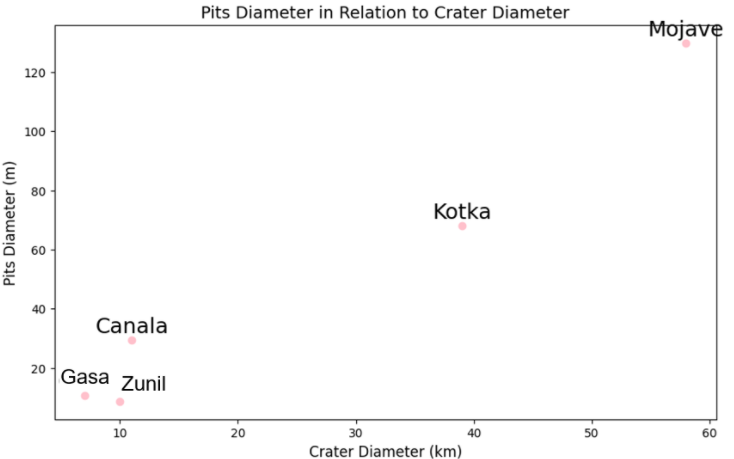 Pits Diameter in Relation to Crater Diameter
Mojave
120
100
80
60
40
20
Pits Diameter (m)
Kotka
Canala
Gasa
Zunil
10
20
30
40
50
60
Crater Diameter (km)